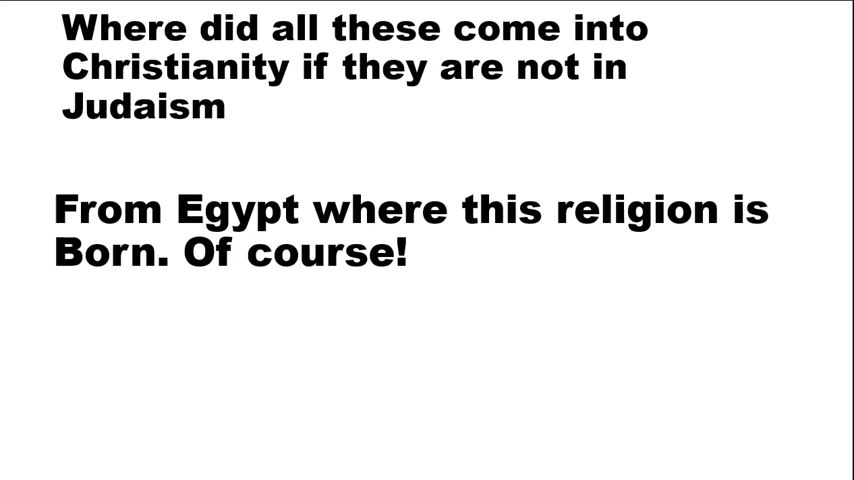 Where did all these come into
Christianity if they are not in
Judaism
From Egypt where this religion is
Born. Of course!